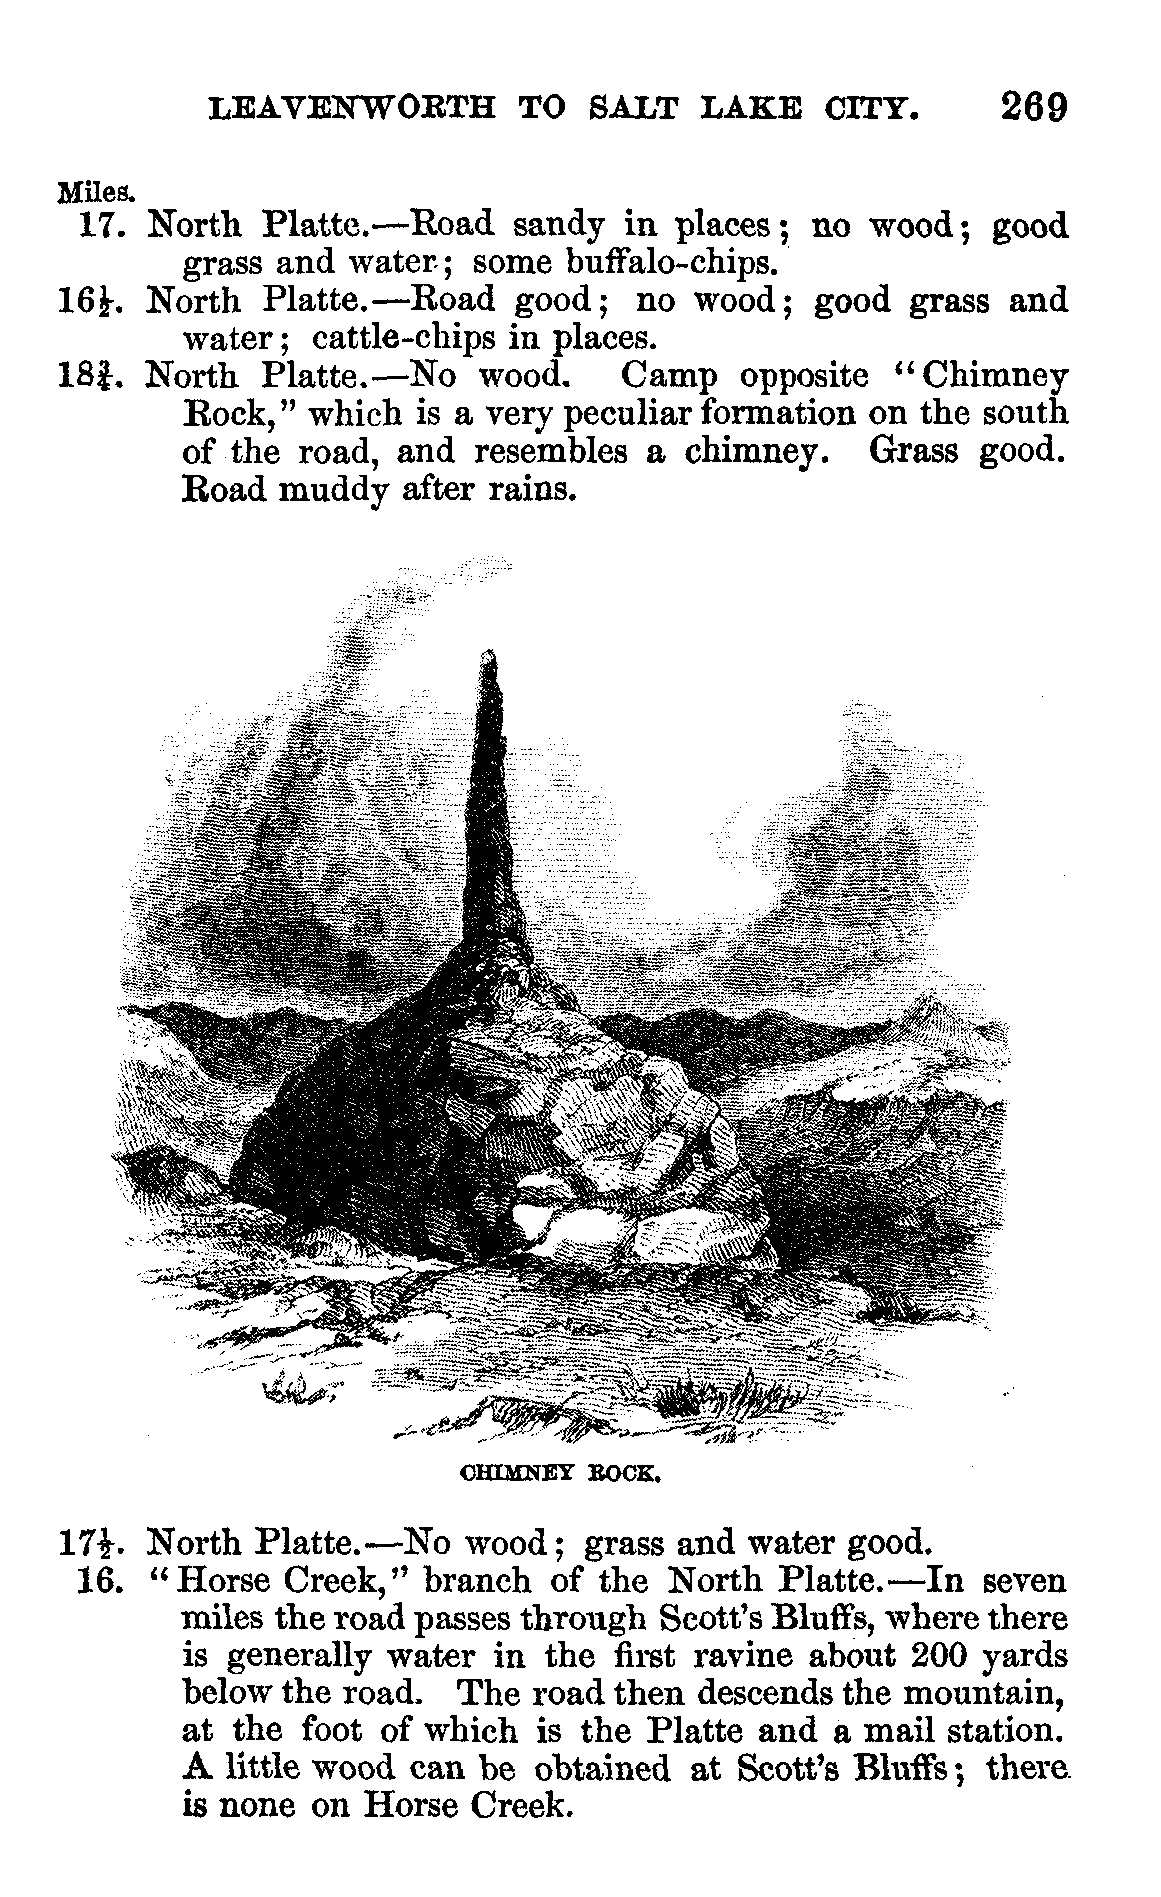 LEAVENWORTH TO SALT LAKE CITY. 269
Miles.
17. North Platte.—Road sandy in places; no wood; good
grass and water; some buffalo-chips.
16½. North Platte.—Road good; no wood; good grass and
water; cattle-chips in places.
18¾. North Platte.—No wood. Camp opposite “Chimney
Rock,” which is a very peculiar formation on the south
of the road, and resembles a chimney. Grass good.
Road muddy after rains.
CHIMNEY ROCK.
17½. North Platte.—No wood; grass and water good.
16. “Horse Creek,” branch of the North Platte.—In seven
miles the road passes through Scott’s Bluffs, where there
is generally water in the first ravine about 200 yards
below the road. The road then descends the mountain,
at the foot of which is the Platte and a mail station.
A little wood can be obtained at Scott’s Bluffs; there
is none on Horse Creek.